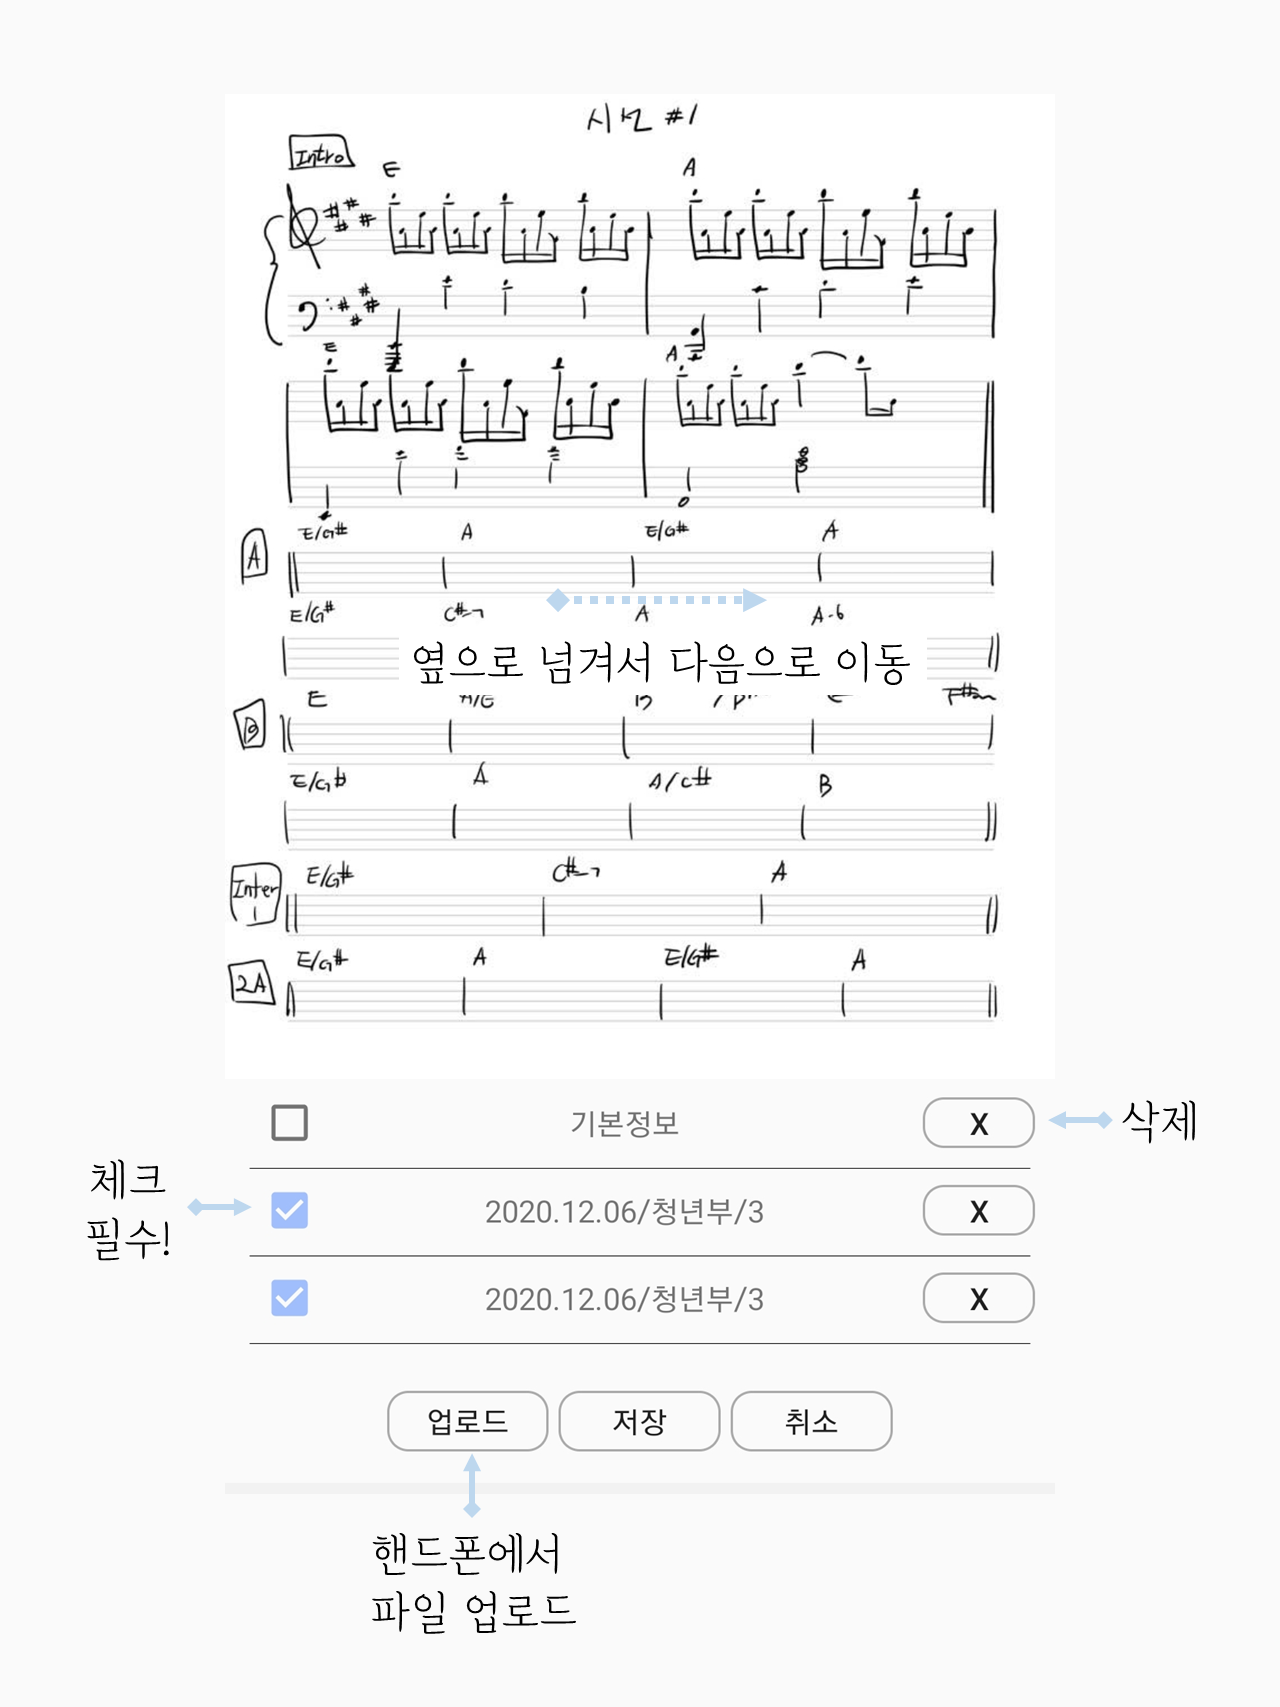 #1
Intro
E A
E A
A E/G# A E/G# A
E/G# C#-7 A A-6
옆으로 넘겨서 다음으로 이동
B E A/E B F#m
E/G# A A/C# B
Inter 1 E/G# C#-7 A
2A E/G# A E/G# A
기본정보 X 삭제
체크
필수!
2020.12.06/청년부/3 X
2020.12.06/청년부/3 X
업로드 저장 취소
핸드폰에서
파일 업로드